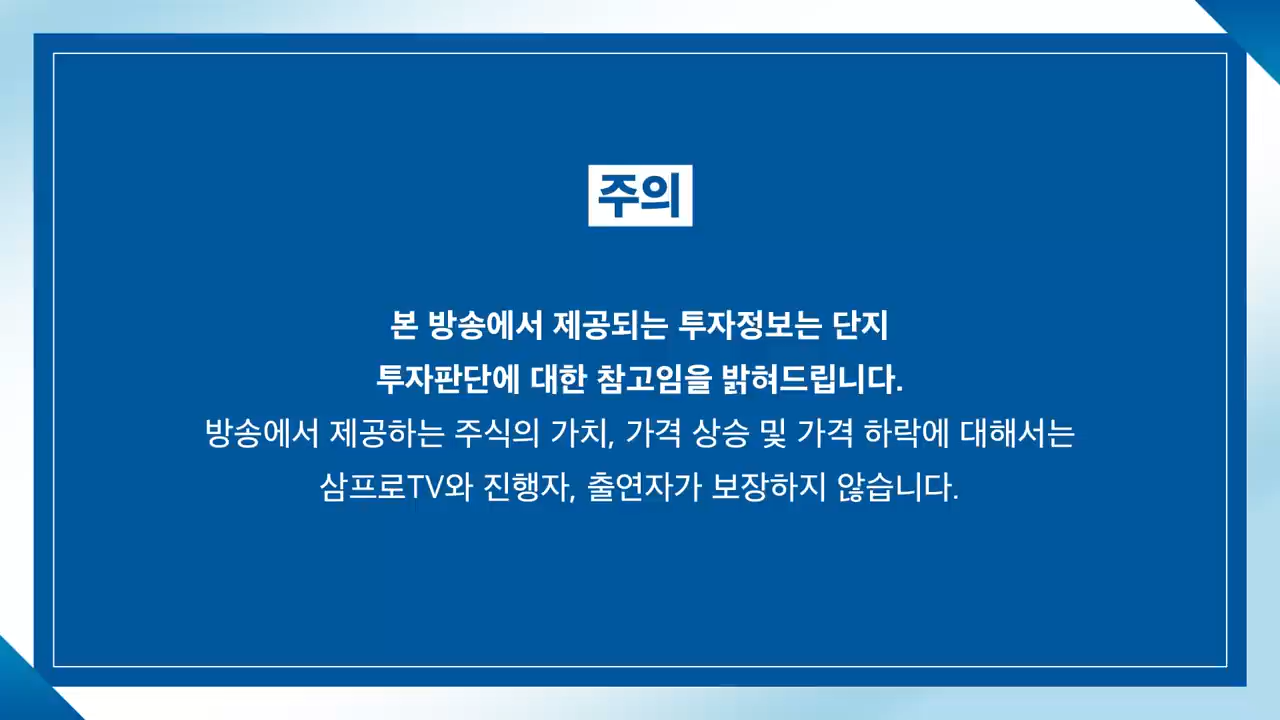 주의
본 방송에서 제공되는 투자정보는 단지
투자판단에 대한 참고임을 밝혀드립니다.
방송에서 제공하는 주식의 가치, 가격 상승 및 가격 하락에 대해서는
삼프로TV와 진행자, 출연자가 보장하지 않습니다.